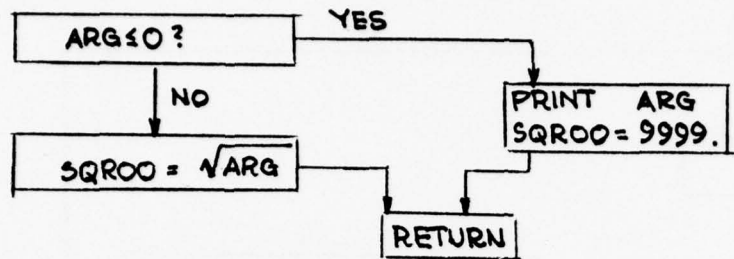 ARG≤0?
YES
NO
PRINT ARG
SQROO = 9999.
SQROO = √ARG
RETURN